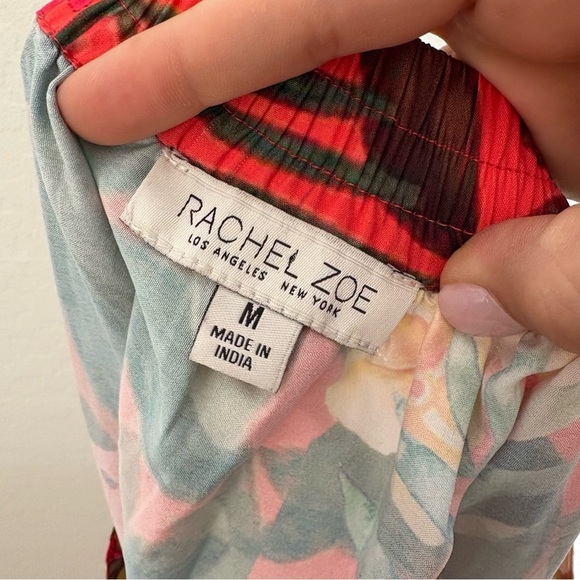 RACHEL ZOE
LOS ANGELES NEW YORK
M
MADE IN
INDIA